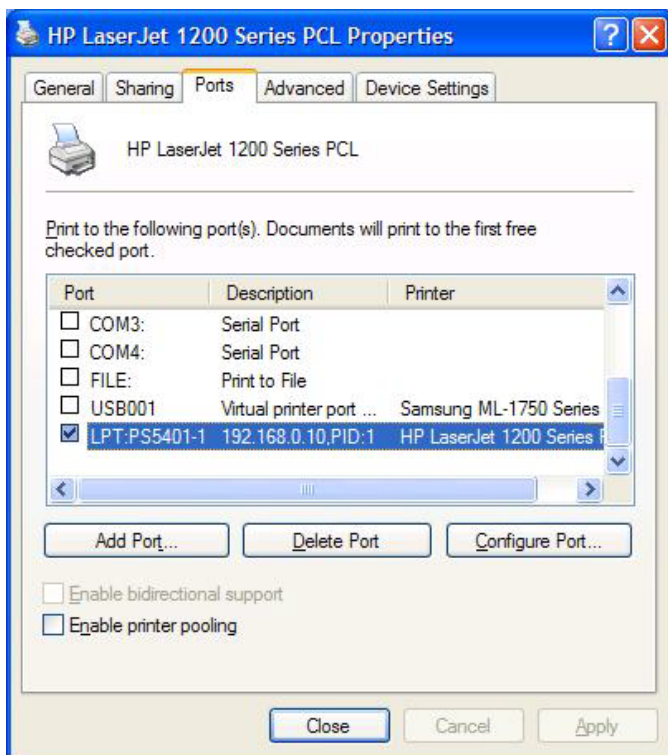 HP LaserJet 1200 Series PCL Properties
General Sharing Ports Advanced Device Settings
HP LaserJet 1200 Series PCL
Print to the following port(s). Documents will print to the first free
checked port.
Port Description Printer
COM3: Serial Port
COM4: Serial Port
FILE: Print to File
USB001 Virtual printer port ... Samsung ML-1750 Series
LPT:PS5401-1 192.168.0.10,PID:1 HP LaserJet 1200 Series
Add Port... Delete Port Configure Port...
Enable bidirectional support
Enable printer pooling
Close Cancel Apply